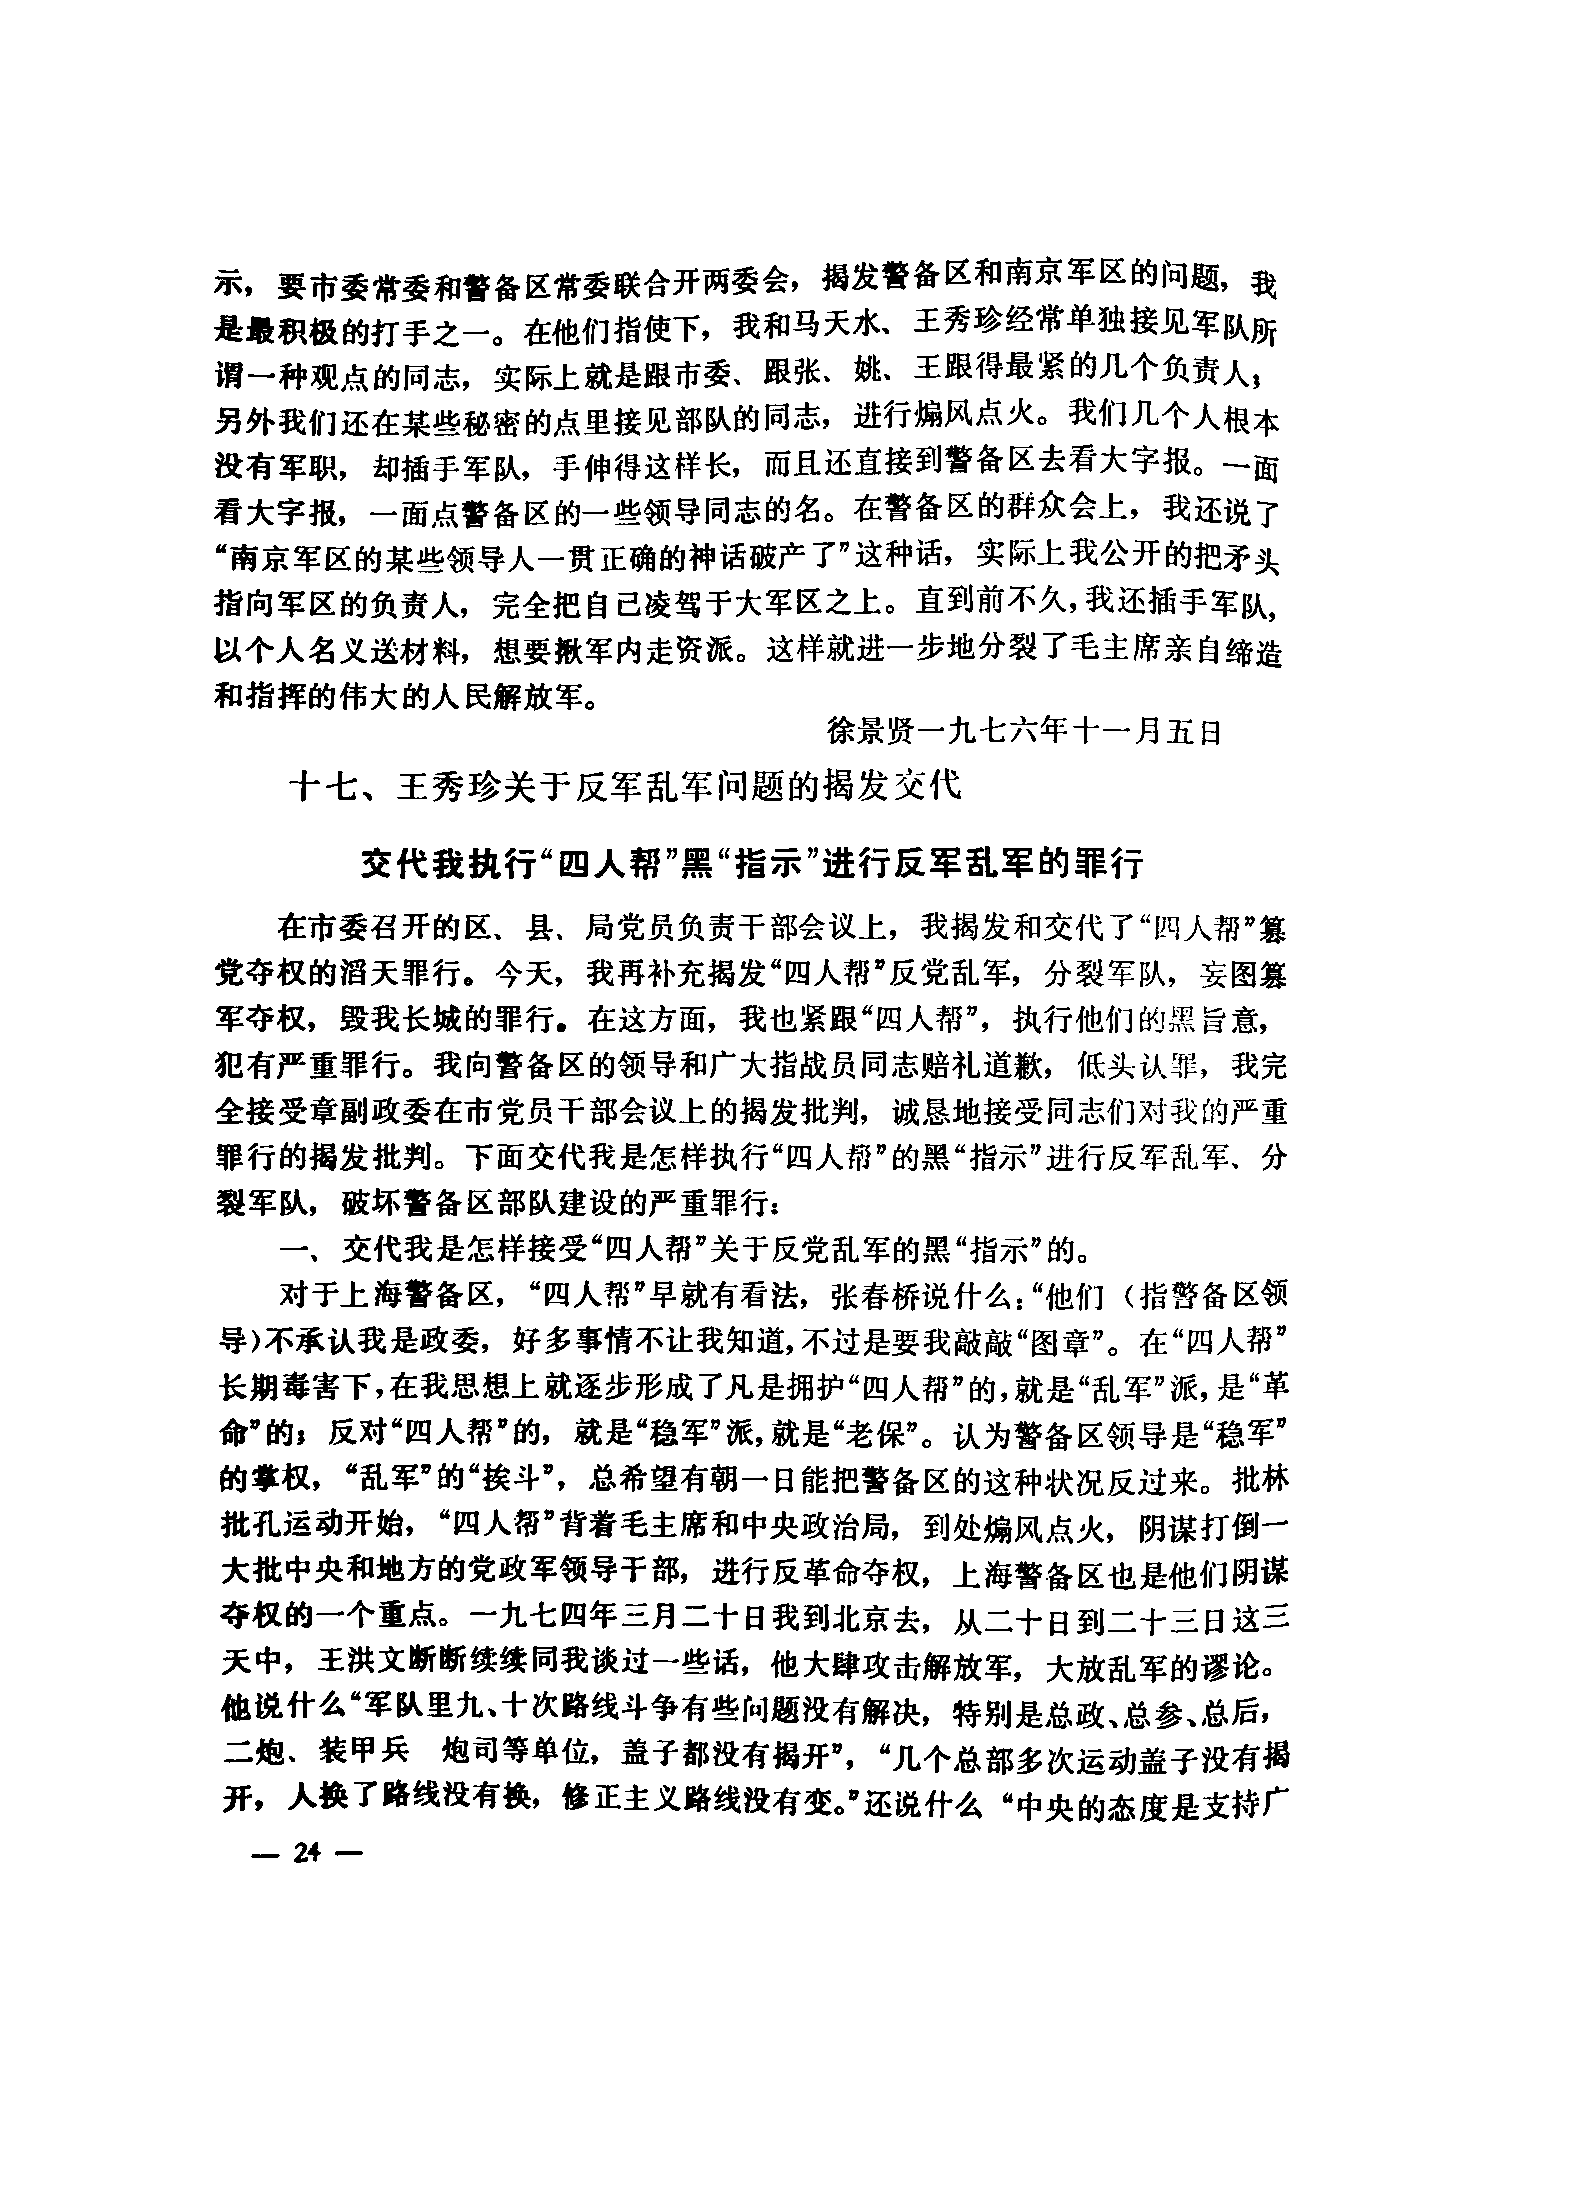 示，要市委常委和警备区常委联合开两委会，揭发警备区和南京军区的问题，我
是最积极的打手之一。在他们指使下，我和马天水、王秀珍经常单独接见军队所
谓一种观点的同志，实际上就是跟市委、跟张、姚、王跟得最紧的几个负责人；
另外我们还在某些秘密的点里接见部队的同志，进行煽风点火。我们几个人根本
没有军职，却插手军队，手伸得这样长，而且还直接到警备区去看大字报。一面
看大字报，一面点警备区的一些领导同志的名。在警备区的群众会上，我还说了
“南京军区的某些领导人一贯正确的神话破产了”这种话，实际上我公开的把矛头
指向军区的负责人，完全把自己凌驾于大军区之上。直到前不久，我还插手军队，
以个人名义送材料，想要揪军内走资派。这样就进一步地分裂了毛主席亲自缔造
和指挥的伟大的人民解放军。
徐景贤一九七六年十一月五日
十七、王秀珍关于反军乱军问题的揭发交代
交代我执行“四人帮”黑“指示”进行反军乱军的罪行
在市委召开的区、县、局党员负责干部会议上，我揭发和交代了“四人帮”篡
党夺权的滔天罪行。今天，我再补充揭发“四人帮”反党乱军，分裂军队，妄图篡
军夺权，毁我长城的罪行。在这方面，我也紧跟“四人帮”，执行他们的黑旨意，
犯有严重罪行。我向警备区的领导和广大指战员同志赔礼道歉，低头认罪，我完
全接受章副政委在市党员干部会议上的揭发批判，诚恳地接受同志们对我的严重
罪行的揭发批判。下面交代我是怎样执行“四人帮”的黑“指示”进行反军乱军、分
裂军队，破坏警备区部队建设的严重罪行：
一、交代我是怎样接受“四人帮”关于反党乱军的黑“指示”的。
对于上海警备区，“四人帮”早就有看法，张春桥说什么：“他们（指警备区领
导)不承认我是政委，好多事情不让我知道，不过是要我敲敲“图章”。在“四人帮”
长期毒害下，在我思想上就逐步形成了凡是拥护“四人帮”的，就是“乱军”派，是“革
命”的；反对“四人帮”的，就是“稳军”派，就是“老保”。认为警备区领导是“稳军”
的掌权，“乱军”的“挨斗”，总希望有朝一日能把警备区的这种状况反过来。批林
批孔运动开始，“四人帮”背着毛主席和中央政治局，到处煽风点火，阴谋打倒一
大批中央和地方的党政军领导干部，进行反革命夺权，上海警备区也是他们阴谋
夺权的一个重点。一九七四年三月二十日我到北京去，从二十日到二十三日这三
天中，王洪文断断续续同我谈过一些话，他大肆攻击解放军，大放乱军的谬论。
他说什么“军队里九、十次路线斗争有些问题没有解决，特别是总政、总参、总后，
二炮、装甲兵　炮司等单位，盖子都没有揭开”，“几个总部多次运动盖子没有揭
开，人换了路线没有换，修正主义路线没有变。”还说什么“中央的态度是支持广
— 24 —